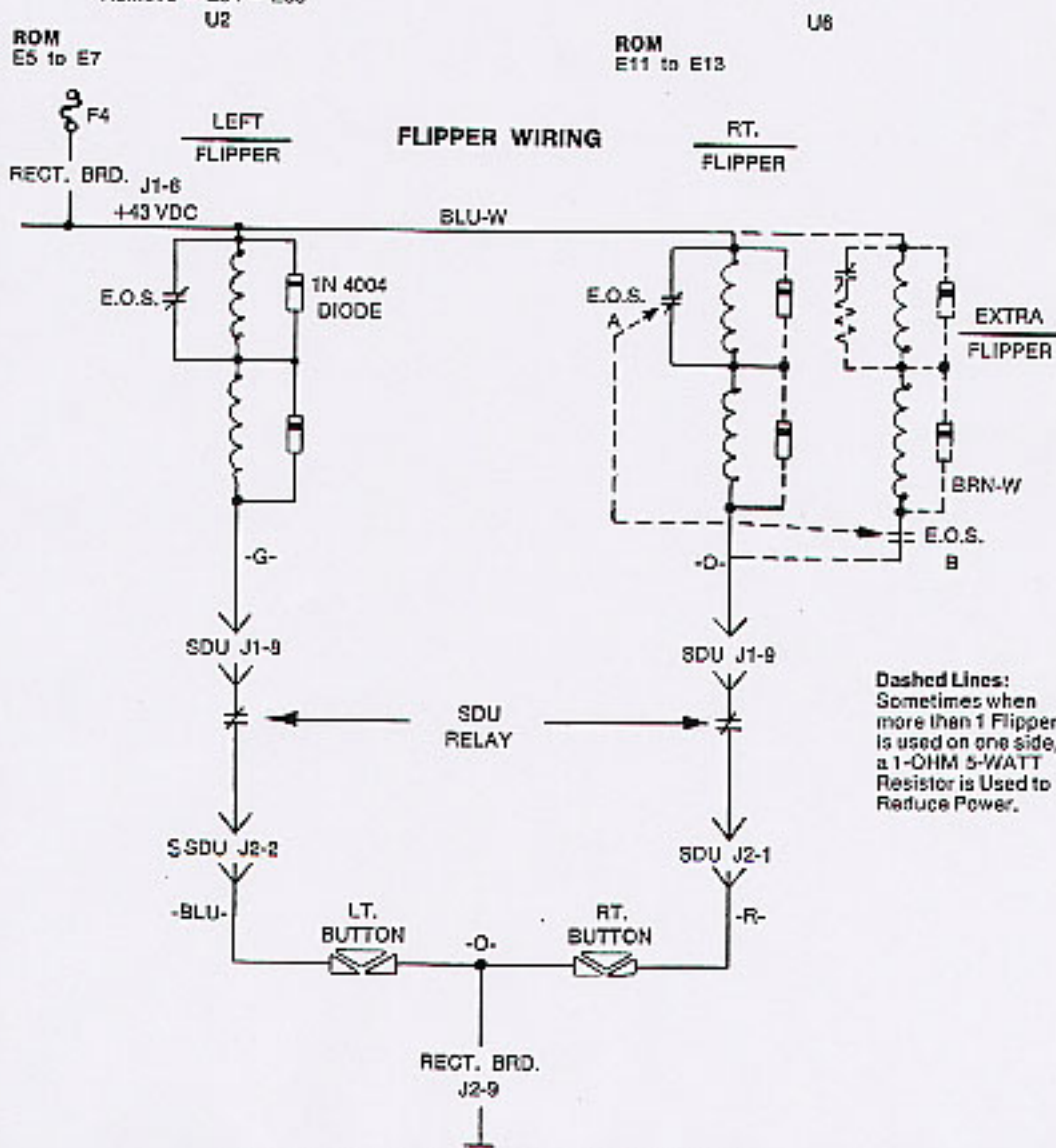 U2
U6
ROM
E5 to E7
ROM
E11 to E13
F4
LEFT
FLIPPER
FLIPPER WIRING
RT.
FLIPPER
RECT. BRD.
J1-6
+43 VDC
BLU-W
E.O.S.
1N 4004
DIODE
E.O.S.
A
EXTRA
FLIPPER
BRN-W
E.O.S.
B
-G-
-O-
SDU J1-9
SDU J1-9
SDU
RELAY
Dashed Lines:
Sometimes when
more than 1 Flipper
is used on one side,
a 1-OHM 5-WATT
Resistor is Used to
Reduce Power.
SSDU J2-2
SDU J2-1
-BLU-
LT.
BUTTON
-O-
RT.
BUTTON
-R-
RECT. BRD.
J2-9